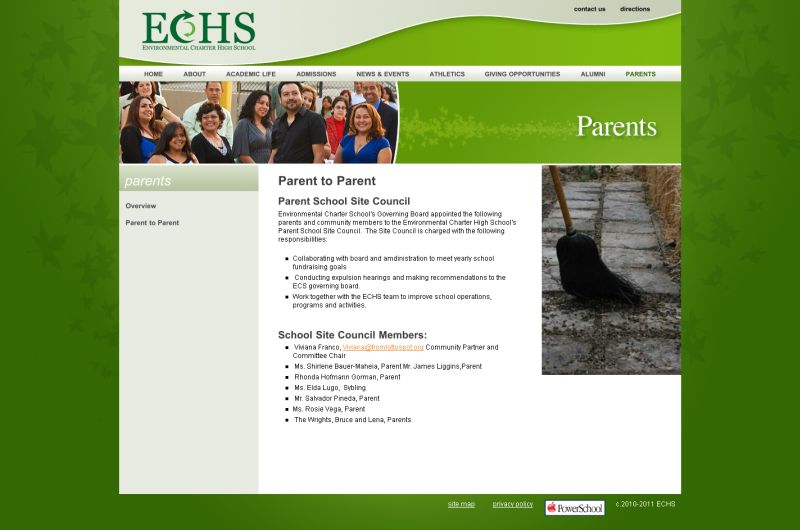 contact us directions
ECHS
ENVIRONMENTAL CHARTER HIGH SCHOOL
HOME ABOUT ACADEMIC LIFE ADMISSIONS NEWS & EVENTS ATHLETICS GIVING OPPORTUNITIES ALUMNI PARENTS
Parents
parents
Overview
Parent to Parent
Parent to Parent
Parent School Site Council
Environmental Charter School's Governing Board appointed the following
parents and community members to the Environmental Charter High School's
Parent School Site Council. The Site Council is charged with the following
responsibilities:
Collaborating with board and amdinistration to meet yearly school
fundraising goals
Conducting expulsion hearings and making recommendations to the
ECS governing board.
Work together with the ECHS team to improve school operations,
programs and activities.
School Site Council Members:
Viviana Franco, Viviana@fromlottospot.org Community Partner and
Committee Chair
Ms. Shirlene Bauer-Maheia, Parent Mr. James Liggins,Parent
Rhonda Hofmann Gorman, Parent
Ms. Elda Lugo, Sybling
Mr. Salvador Pineda, Parent
Ms. Rosie Vega, Parent
The Wrights, Bruce and Lena, Parents
site map privacy policy PowerSchool c.2010-2011 ECHS